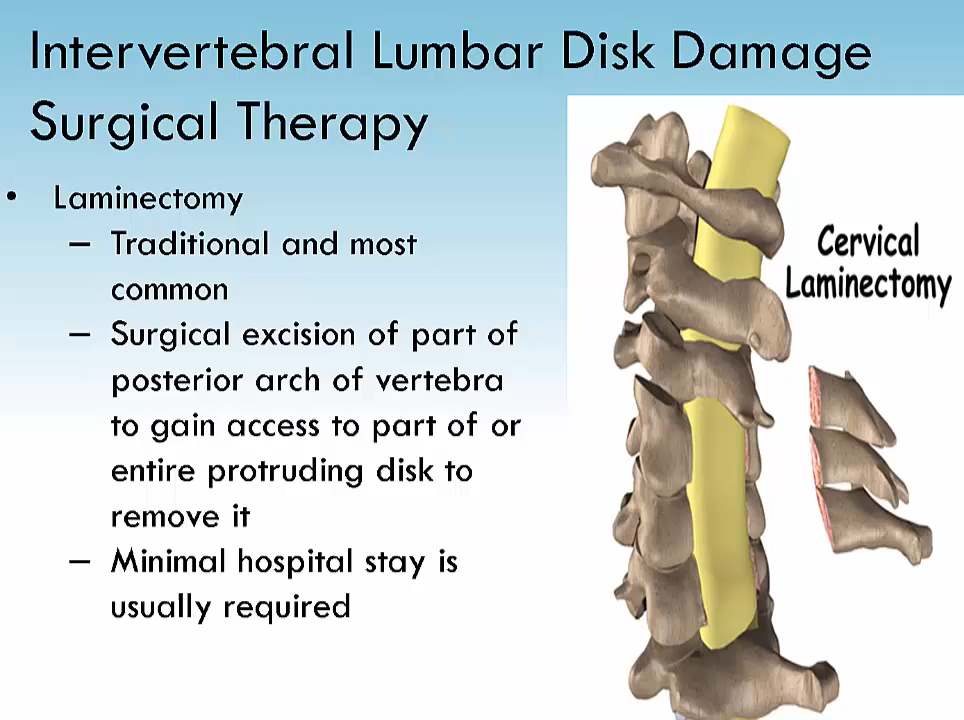 Intervertebral Lumbar Disk Damage
Surgical Therapy
• Laminectomy
– Traditional and most
common
– Surgical excision of part of
posterior arch of vertebra
to gain access to part of or
entire protruding disk to
remove it
– Minimal hospital stay is
usually required
Cervical
Laminectomy